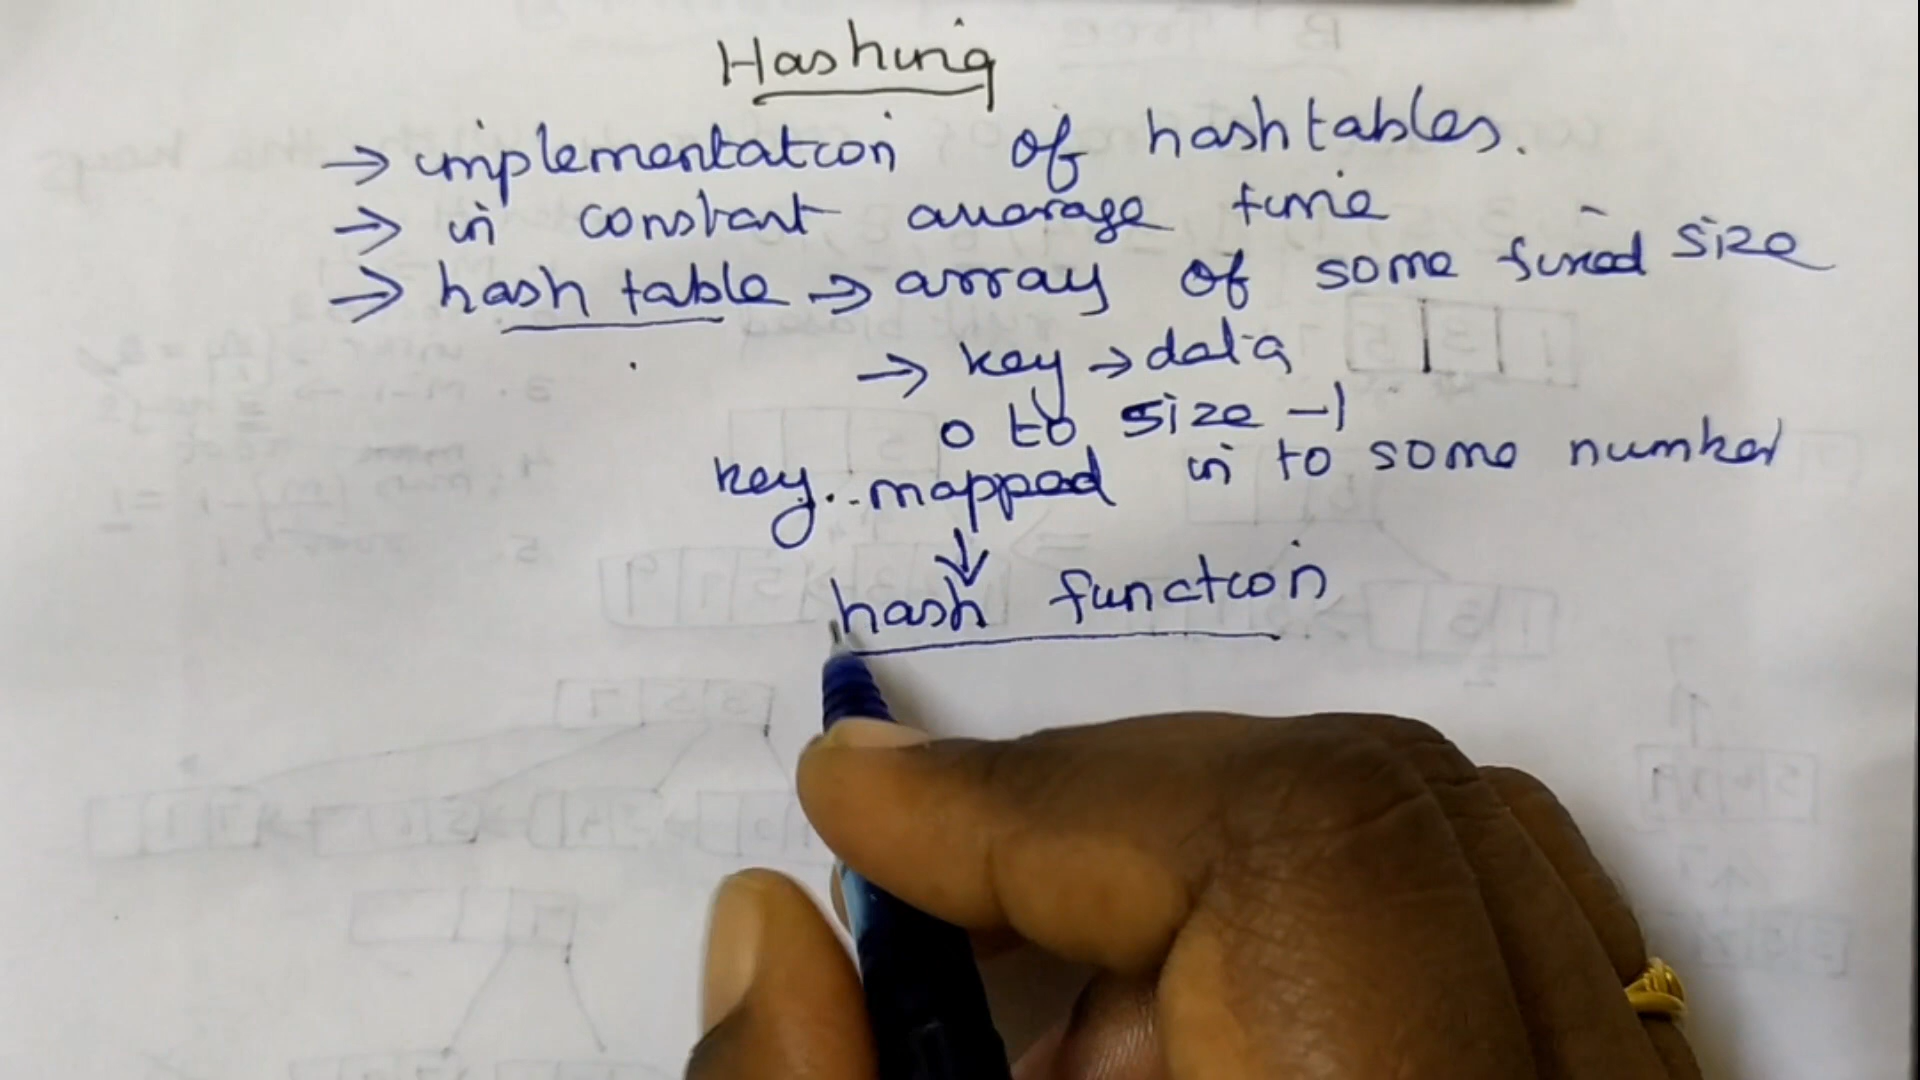 Hashing
→ implementation of hashtables.
→ in constant average time
→ hash table → array of some fixed size
→ key → data
0 to size -1
key.. mapped in to some number
↓
hash function